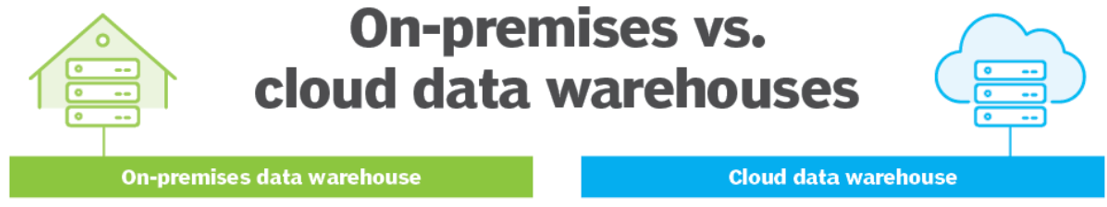 On-premises vs.
cloud data warehouses
On-premises data warehouse
Cloud data warehouse